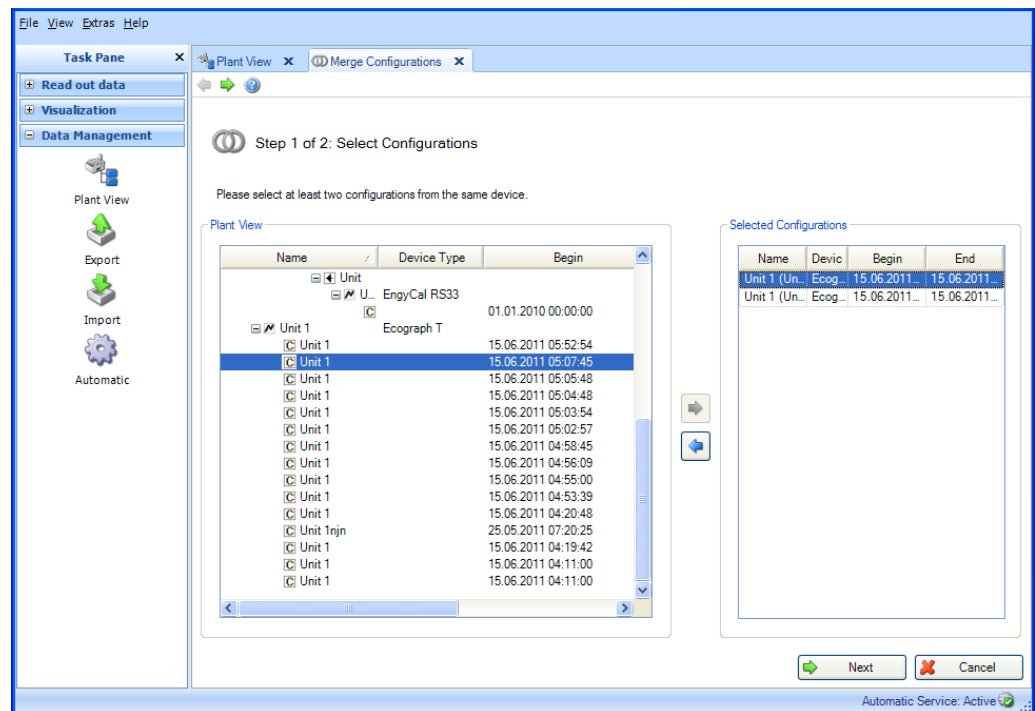 File View Extras Help
Task Pane
Plant View
Merge Configurations
Read out data
Visualization
Data Management
Plant View
Export
Import
Automatic
Step 1 of 2: Select Configurations
Please select at least two configurations from the same device.
Plant View
Name Device Type Begin
Unit
U... EngyCal RS33
C 01.01.2010 00:00:00
Unit 1 Ecograph T
C Unit 1 15.06.2011 05:52:54
C Unit 1 15.06.2011 05:07:45
C Unit 1 15.06.2011 05:05:48
C Unit 1 15.06.2011 05:04:48
C Unit 1 15.06.2011 05:03:54
C Unit 1 15.06.2011 05:02:57
C Unit 1 15.06.2011 04:58:45
C Unit 1 15.06.2011 04:56:09
C Unit 1 15.06.2011 04:55:00
C Unit 1 15.06.2011 04:53:39
C Unit 1 15.06.2011 04:20:48
C Unit 1njn 25.05.2011 07:20:25
C Unit 1 15.06.2011 04:19:42
C Unit 1 15.06.2011 04:11:00
C Unit 1 15.06.2011 04:11:00
Selected Configurations
Name Devic Begin End
Unit 1 (Un... Ecog... 15.06.2011... 15.06.2011...
Unit 1 (Un... Ecog... 15.06.2011... 15.06.2011...
Next Cancel
Automatic Service: Active